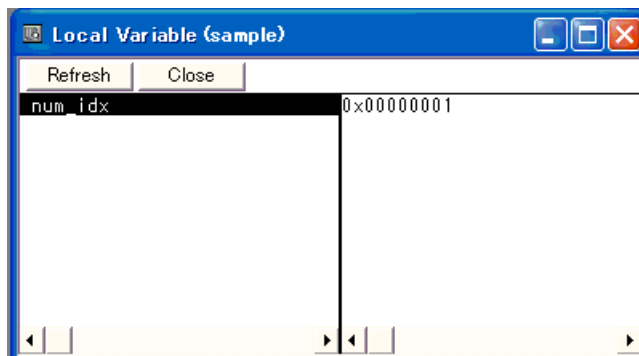 Local Variable (sample)
Refresh Close
num_idx 0x00000001